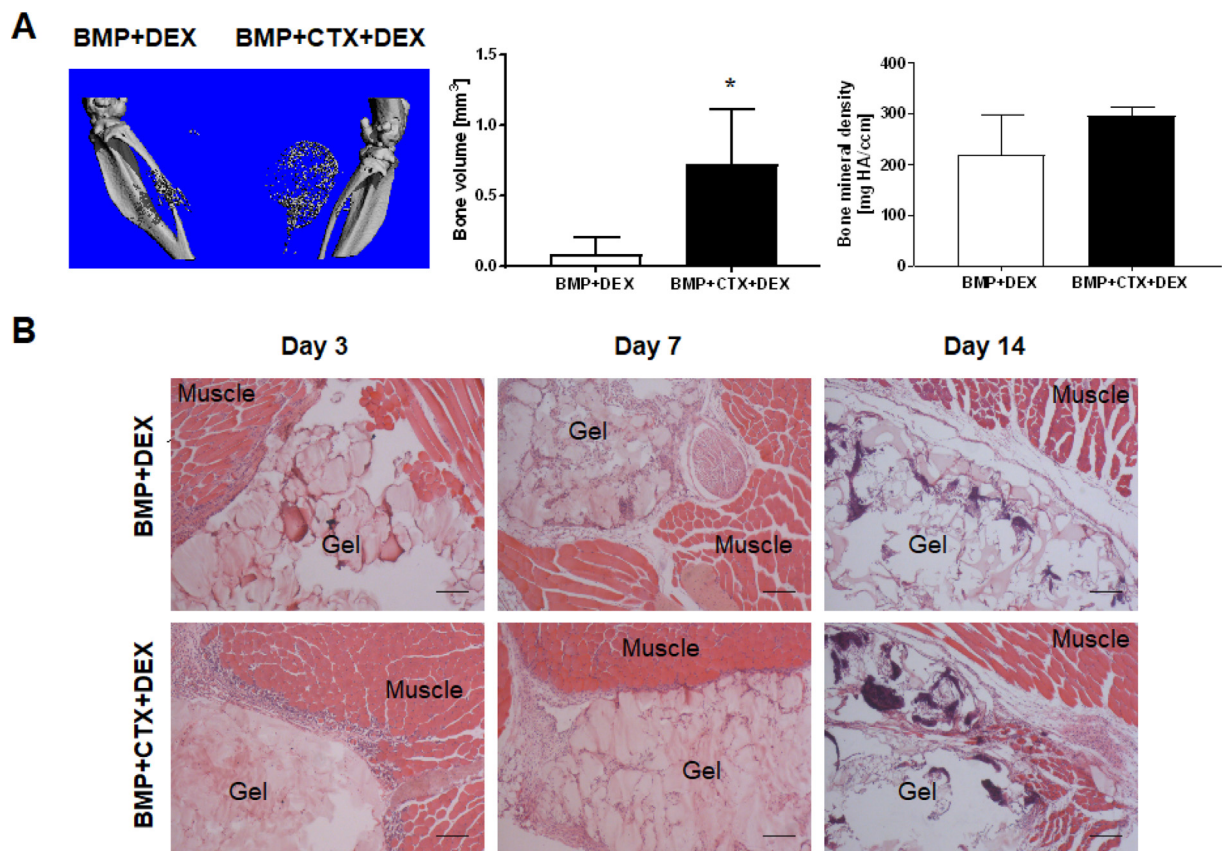 A
BMP+DEX BMP+CTX+DEX
Bone volume [mm³]
1.5
1.0
0.5
0.0
BMP+DEX BMP+CTX+DEX
*
Bone mineral density
[mg HA/ccm]
400
300
200
100
0
BMP+DEX BMP+CTX+DEX
B
Day 3 Day 7 Day 14
BMP+DEX
Muscle
Gel
Gel
Muscle
Muscle
Gel
BMP+CTX+DEX
Muscle
Gel
Muscle
Gel
Muscle
Gel